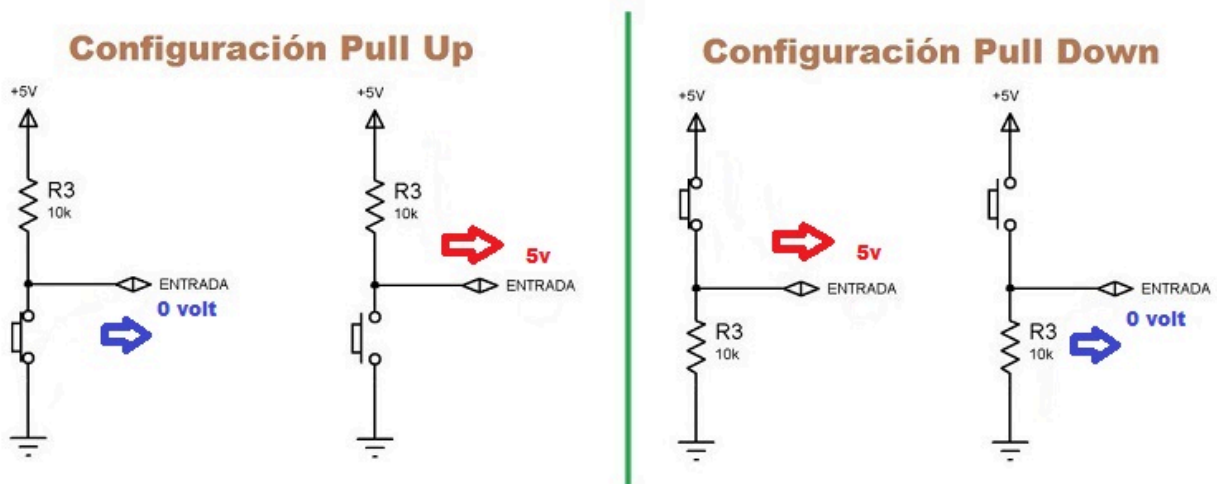 Configuración Pull Up
+5V
R3
10k
ENTRADA
0 volt
+5V
R3
10k
5v
ENTRADA
Configuración Pull Down
+5V
5v
ENTRADA
R3
10k
+5V
ENTRADA
0 volt
R3
10k